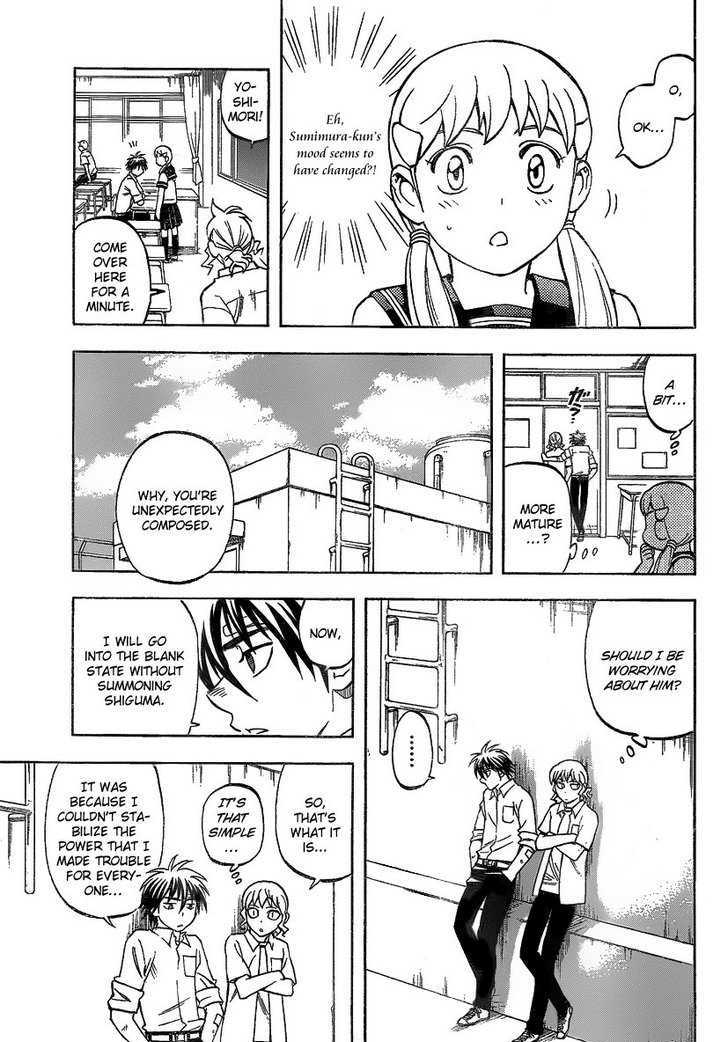 O,
OK...
Eh,
Sumimura-kun's
mood seems to
have changed?!
YO-
SHI-
MORI!
COME
OVER
HERE
FOR A
MINUTE.
A
BIT...
ガ?
MORE
MATURE
...?
WHY, YOU'RE
UNEXPECTEDLY
COMPOSED.
SHOULD I BE
WORRYING
ABOUT HIM?
........
NOW,
I WILL GO
INTO THE BLANK
STATE WITHOUT
SUMMONING
SHIGUMA.
SO,
THAT'S
WHAT IT
IS...
IT'S
THAT
SIMPLE
...
IT WAS
BECAUSE I
COULDN'T STA-
BILIZE THE
POWER THAT I
MADE TROUBLE
FOR EVERY-
ONE...